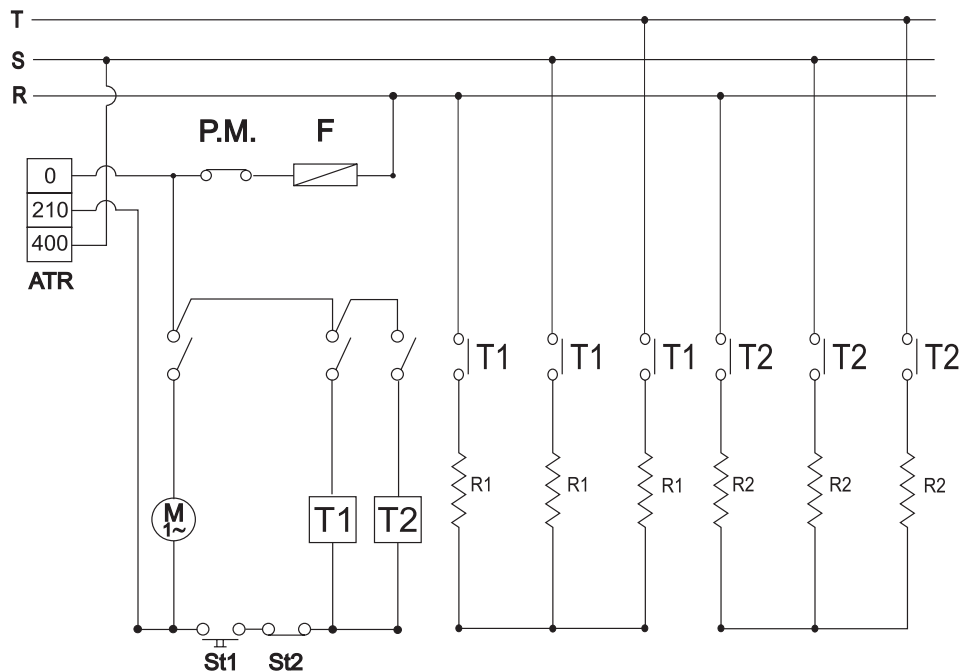 T
S
R
P.M. F
0
210
400
ATR
T1 T1 T1 T2 T2 T2
R1 R1 R1 R2 R2 R2
M
1~
T1 T2
St1 St2